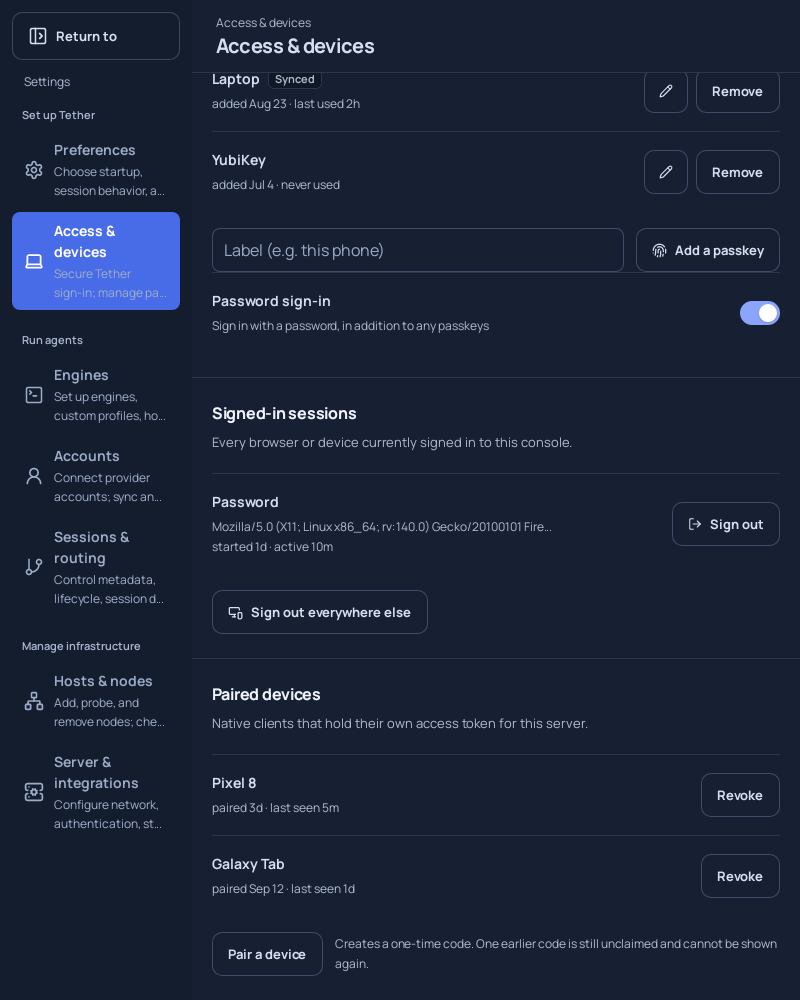 Return to
Settings
Set up Tether
Preferences
Choose startup,
session behavior, a...
Access &
devices
Secure Tether
sign-in; manage pa...
Run agents
Engines
Set up engines,
custom profiles, ho...
Accounts
Connect provider
accounts; sync an...
Sessions &
routing
Control metadata,
lifecycle, session d...
Manage infrastructure
Hosts & nodes
Add, probe, and
remove nodes; che...
Server &
integrations
Configure network,
authentication, st...
Access & devices
Access & devices
Laptop Synced
added Aug 23 · last used 2h
Remove
YubiKey
added Jul 4 · never used
Remove
Label (e.g. this phone)
Add a passkey
Password sign-in
Sign in with a password, in addition to any passkeys
Signed-in sessions
Every browser or device currently signed in to this console.
Password
Mozilla/5.0 (X11; Linux x86_64; rv:140.0) Gecko/20100101 Fire...
started 1d · active 10m
Sign out
Sign out everywhere else
Paired devices
Native clients that hold their own access token for this server.
Pixel 8
paired 3d · last seen 5m
Revoke
Galaxy Tab
paired Sep 12 · last seen 1d
Revoke
Pair a device
Creates a one-time code. One earlier code is still unclaimed and cannot be shown
again.